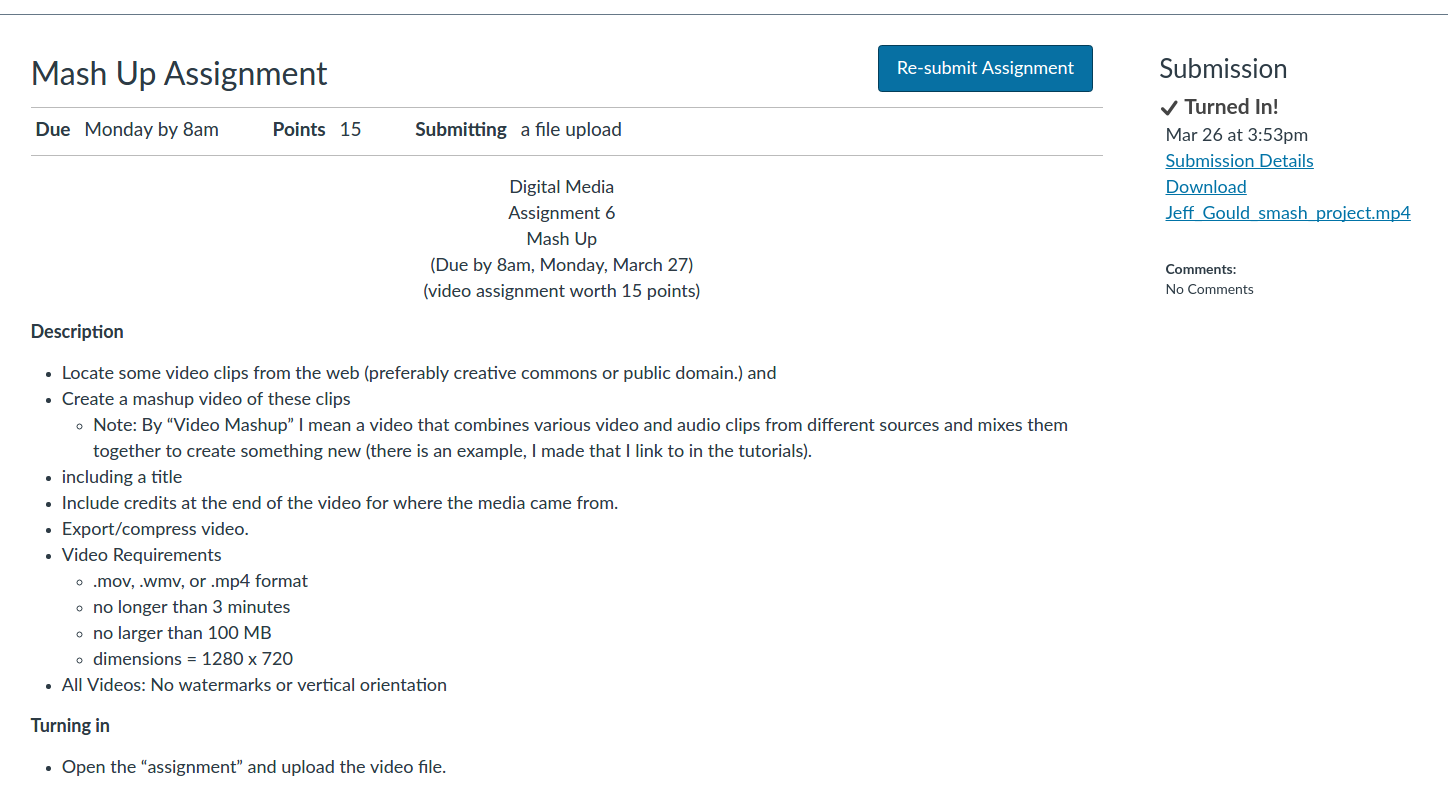 Mash Up Assignment
Re-submit Assignment
Due Monday by 8am Points 15 Submitting a file upload
Digital Media
Assignment 6
Mash Up
(Due by 8am, Monday, March 27)
(video assignment worth 15 points)
Description
• Locate some video clips from the web (preferably creative commons or public domain.) and
• Create a mashup video of these clips
◦ Note: By “Video Mashup” I mean a video that combines various video and audio clips from different sources and mixes them
together to create something new (there is an example, I made that I link to in the tutorials).
• including a title
• Include credits at the end of the video for where the media came from.
• Export/compress video.
• Video Requirements
◦ .mov, .wmv, or .mp4 format
◦ no longer than 3 minutes
◦ no larger than 100 MB
◦ dimensions = 1280 x 720
• All Videos: No watermarks or vertical orientation
Turning in
• Open the “assignment” and upload the video file.
Submission
✓ Turned In!
Mar 26 at 3:53pm
Submission Details
Download
Jeff_Gould_smash_project.mp4
Comments:
No Comments